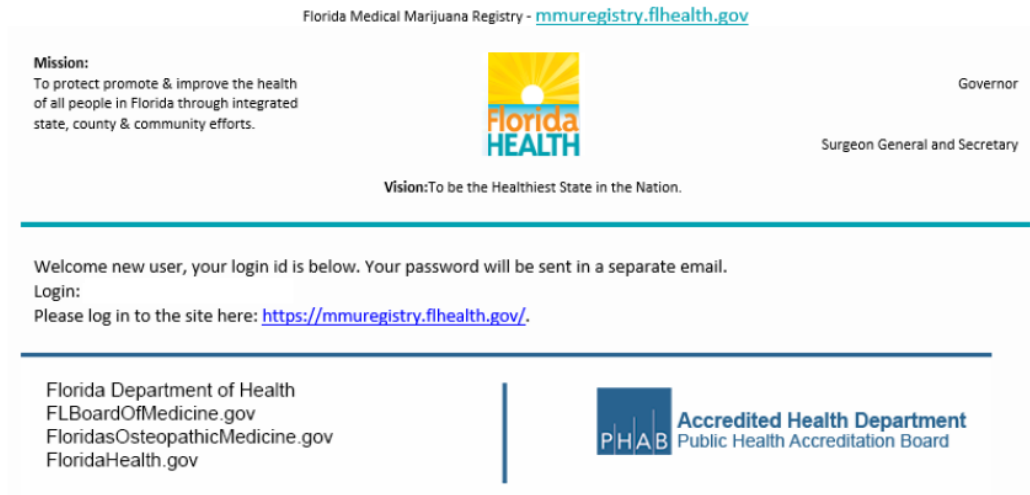 Florida Medical Marijuana Registry - mmuregistry.flhealth.gov
Mission:
To protect promote & improve the health
of all people in Florida through integrated
state, county & community efforts.
Florida
HEALTH
Governor
Surgeon General and Secretary
Vision:To be the Healthiest State in the Nation.
Welcome new user, your login id is below. Your password will be sent in a separate email.
Login:
Please log in to the site here: https://mmuregistry.flhealth.gov/.
Florida Department of Health
FLBoardOfMedicine.gov
FloridasOsteopathicMedicine.gov
FloridaHealth.gov
PHAB
Accredited Health Department
Public Health Accreditation Board